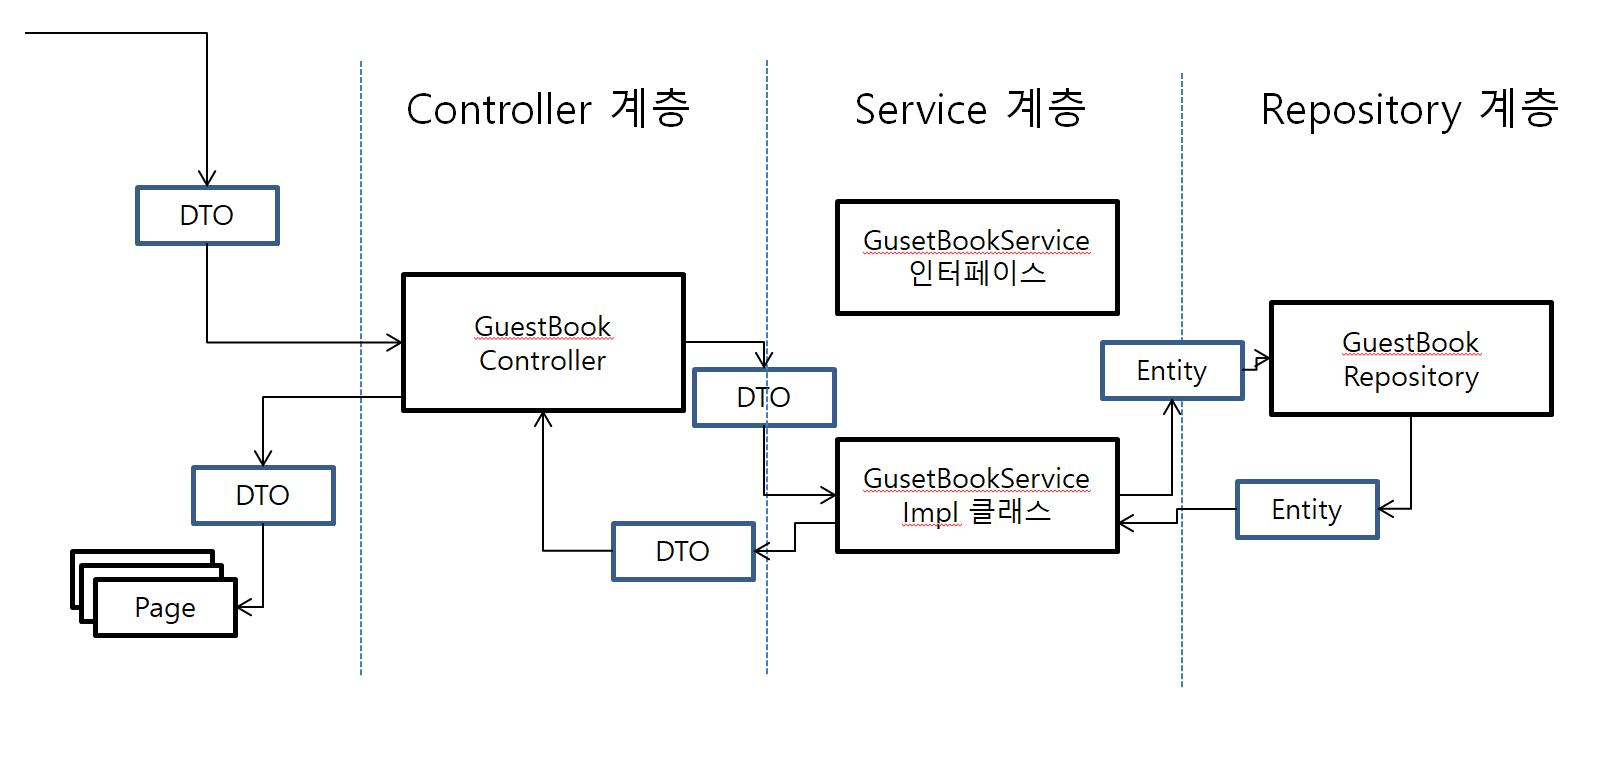 Controller 계층
Service 계층
Repository 계층
DTO
GusetBookService
인터페이스
GuestBook
Controller
GuestBook
Repository
Entity
DTO
GusetBookService
Impl 클래스
DTO
Entity
DTO
Page